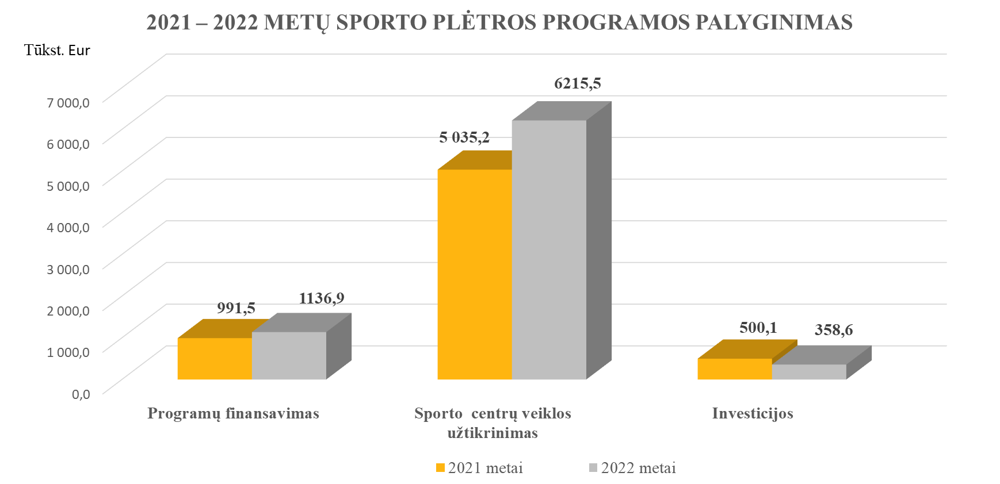 2021 – 2022 METŲ SPORTO PLĖTROS PROGRAMOS PALYGINIMAS
Tūkst. Eur
7 000,0
6 000,0
5 000,0
4 000,0
3 000,0
2 000,0
1 000,0
0,0
991,5
1136,9
5 035,2
6215,5
500,1
358,6
Programų finansavimas
Sporto  centrų veiklos
užtikrinimas
Investicijos
2021 metai
2022 metai